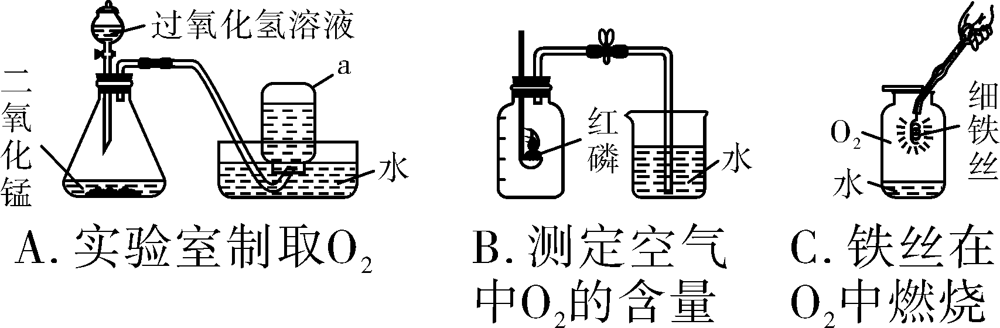 过氧化氢溶液
a
二氧化锰
水
A.实验室制取O₂
红磷
水
B.测定空气
中O₂的含量
O₂
水
细铁丝
C.铁丝在
O₂中燃烧